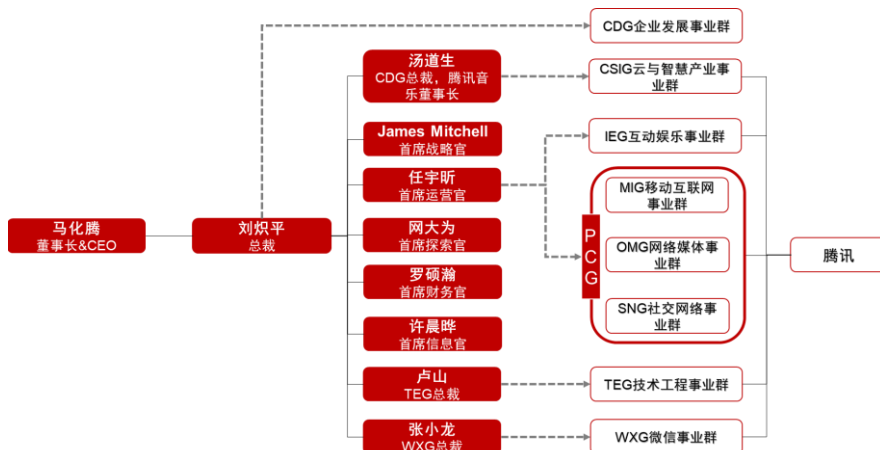 CDG企业发展事业群
汤道生
CDG总裁，腾讯音
乐董事长
CSIG云与智慧产业事
业群
James Mitchell
首席战略官
IEG互动娱乐事业群
任宇昕
首席运营官
MIG移动互联网
事业群
马化腾
董事长&CEO
刘炽平
总裁
网大为
首席探索官
PCG
OMG网络媒体事
业群
腾讯
罗硕瀚
首席财务官
SNG社交网络事
业群
许晨晔
首席信息官
卢山
TEG总裁
TEG技术工程事业群
张小龙
WXG总裁
WXG微信事业群